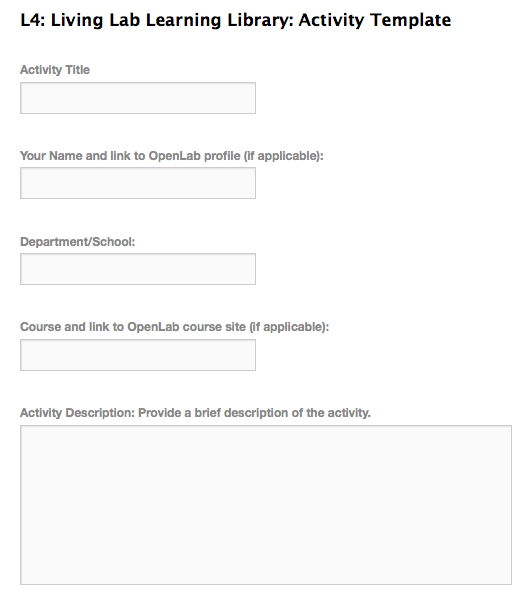 L4: Living Lab Learning Library: Activity Template
Activity Title
Your Name and link to OpenLab profile (if applicable):
Department/School:
Course and link to OpenLab course site (if applicable):
Activity Description: Provide a brief description of the activity.